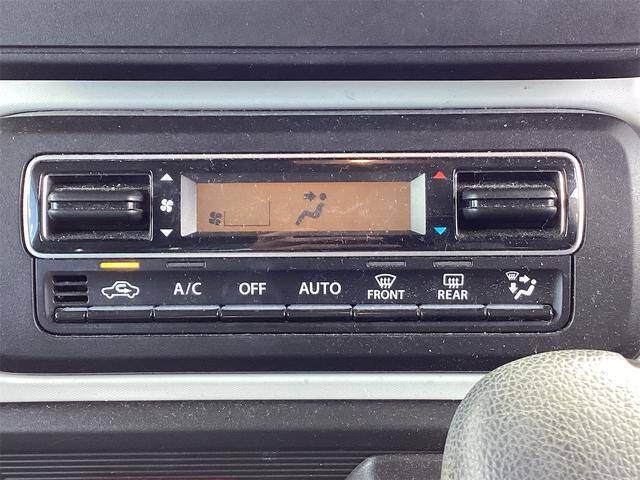 A/C OFF AUTO FRONT REAR